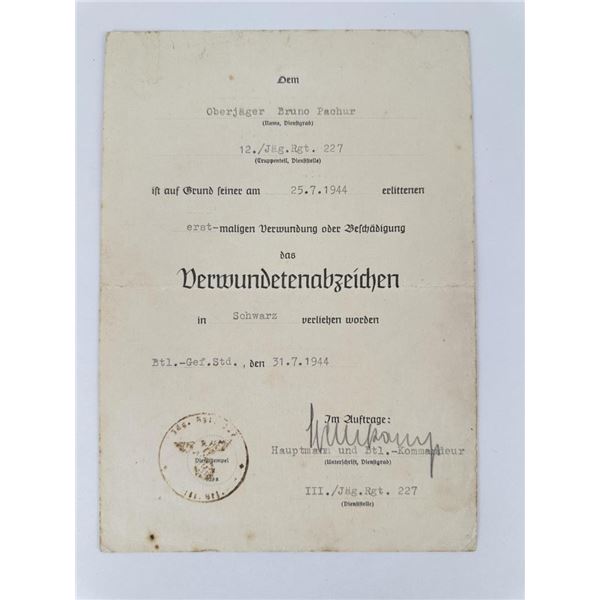 Dem
Oberjäger Bruno Pachur
(Name, Dienstgrad)
12./Jäg.Rgt. 227
(Truppenteil, Dienststelle)
ist auf Grund seiner am 25.7.1944 erlittenen
erst-maligen Verwundung oder Beschädigung
das
Verwundetenabzeichen
in Schwarz verliehen worden
Btl.-Gef.Std., den 31.7.1944
Im Auftrage:
Hauptmann und Btl.-Kommandeur
(Unterschrift, Dienstgrad)
III./Jäg.Rgt. 227
(Dienststelle)
Dienststempel